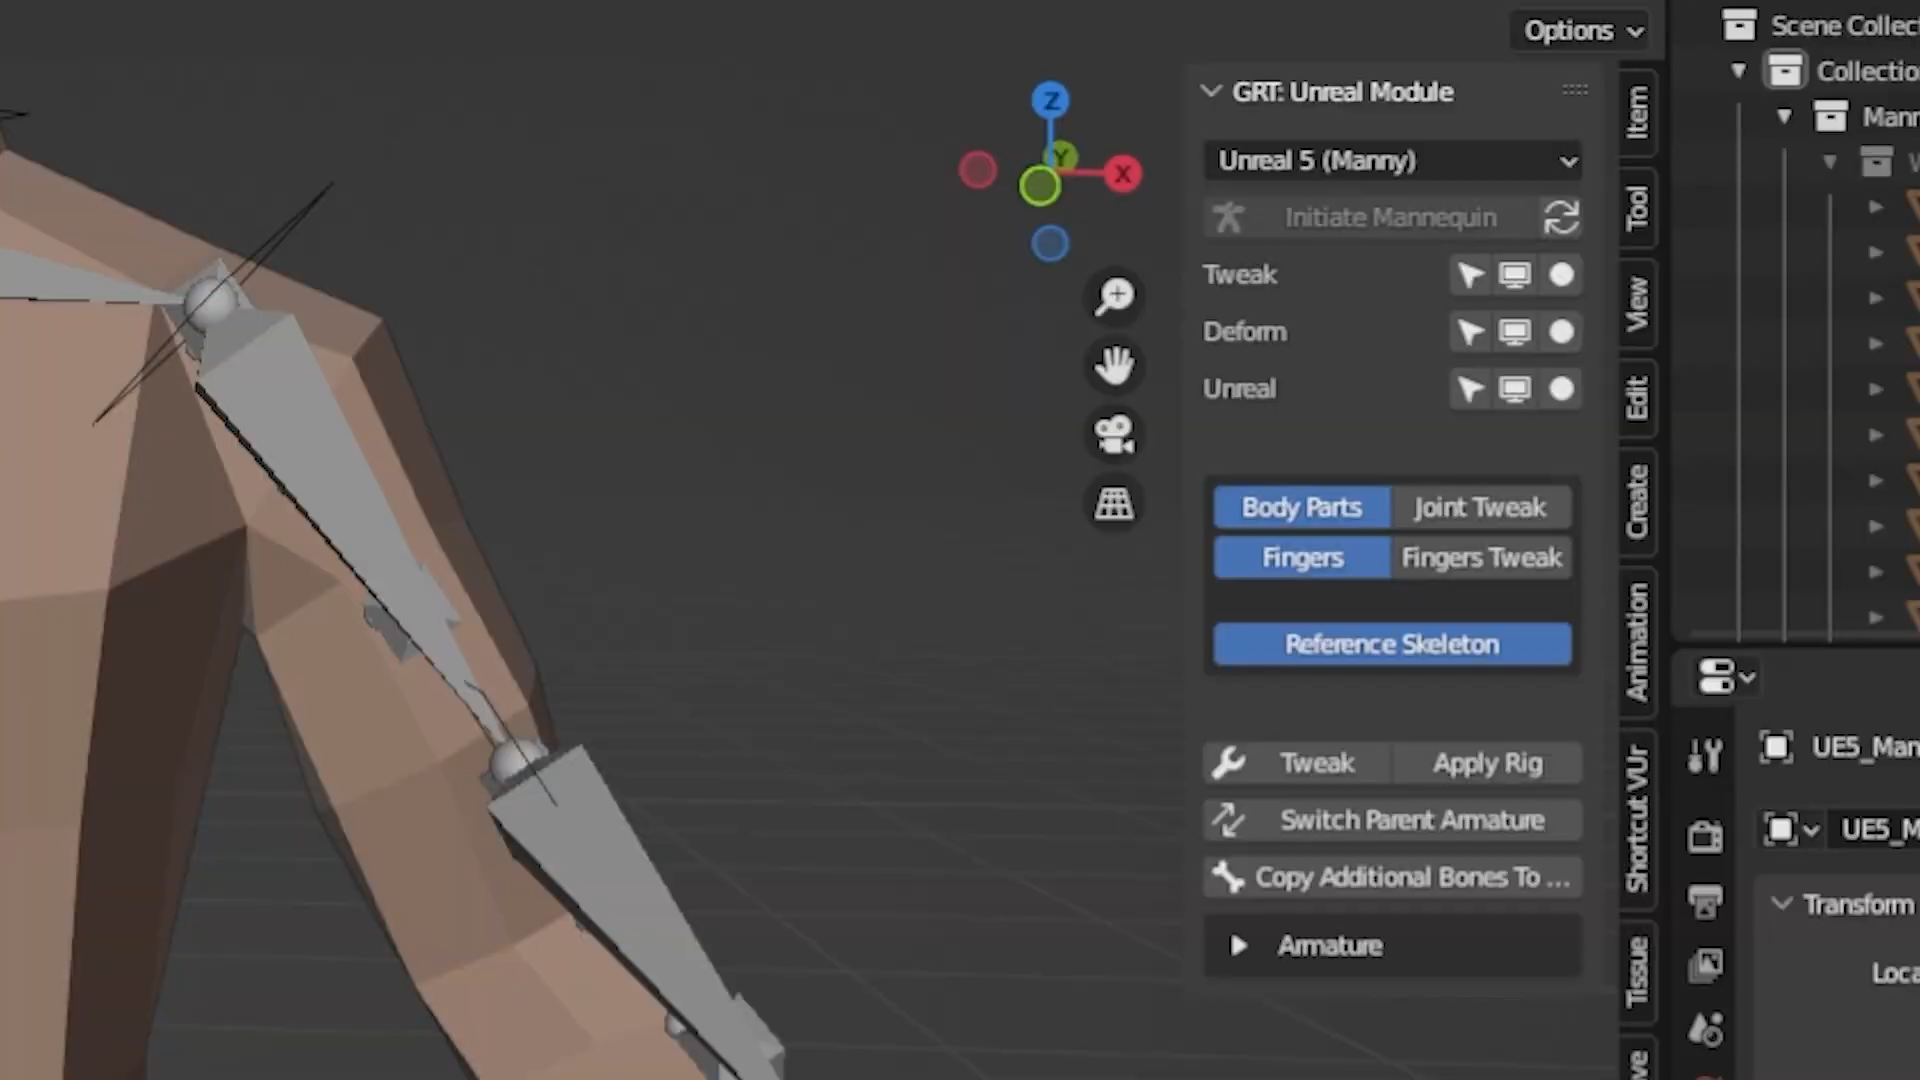 Options
Scene Collec
Collectio
Mann
Z
Y
X
GRT: Unreal Module
Unreal 5 (Manny)
Initiate Mannequin
Tweak
Deform
Unreal
Body Parts
Joint Tweak
Fingers
Fingers Tweak
Reference Skeleton
Tweak
Apply Rig
Switch Parent Armature
Copy Additional Bones To ...
Armature
Item
Tool
View
Edit
Create
Animation
Shortcut VUr
Tissue
ve
UE5_Man
UE5_M
Transform
Loca